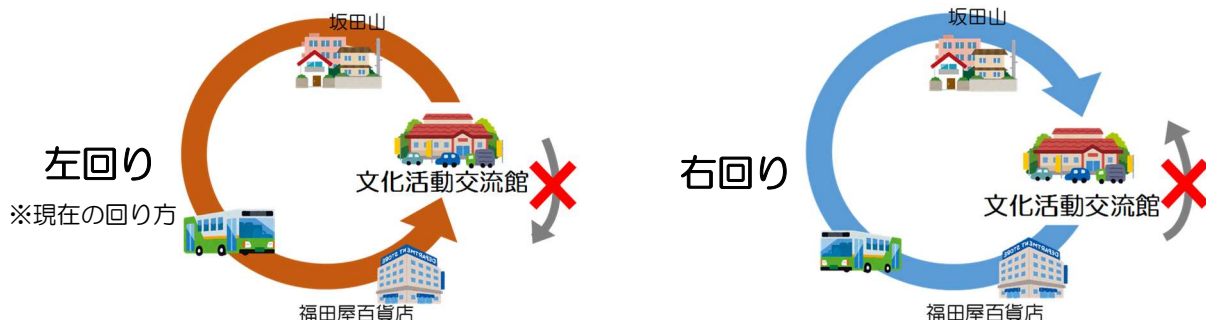 坂田山
左回り
※現在の回り方
文化活動交流館
福田屋百貨店
坂田山
右回り
文化活動交流館
福田屋百貨店